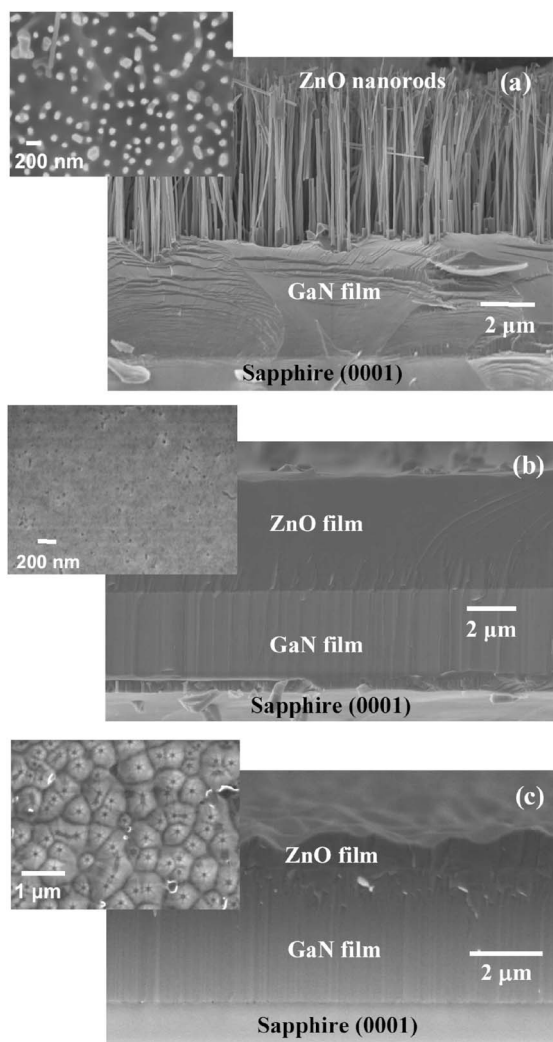 ZnO nanorods
(a)
200 nm
GaN film
2 µm
Sapphire (0001)
(b)
ZnO film
200 nm
2 µm
GaN film
Sapphire (0001)
(c)
ZnO film
1 µm
GaN film
2 µm
Sapphire (0001)